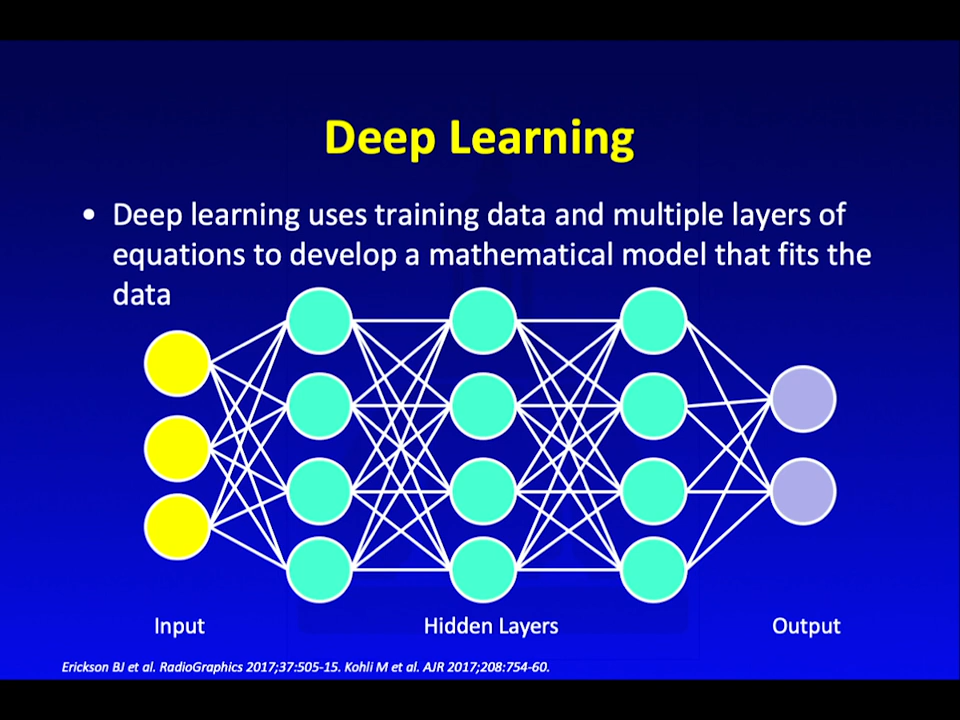 Deep Learning
• Deep learning uses training data and multiple layers of
equations to develop a mathematical model that fits the
data
Input
Hidden Layers
Output
Erickson BJ et al. RadioGraphics 2017;37:505-15. Kohli M et al. AJR 2017;208:754-60.